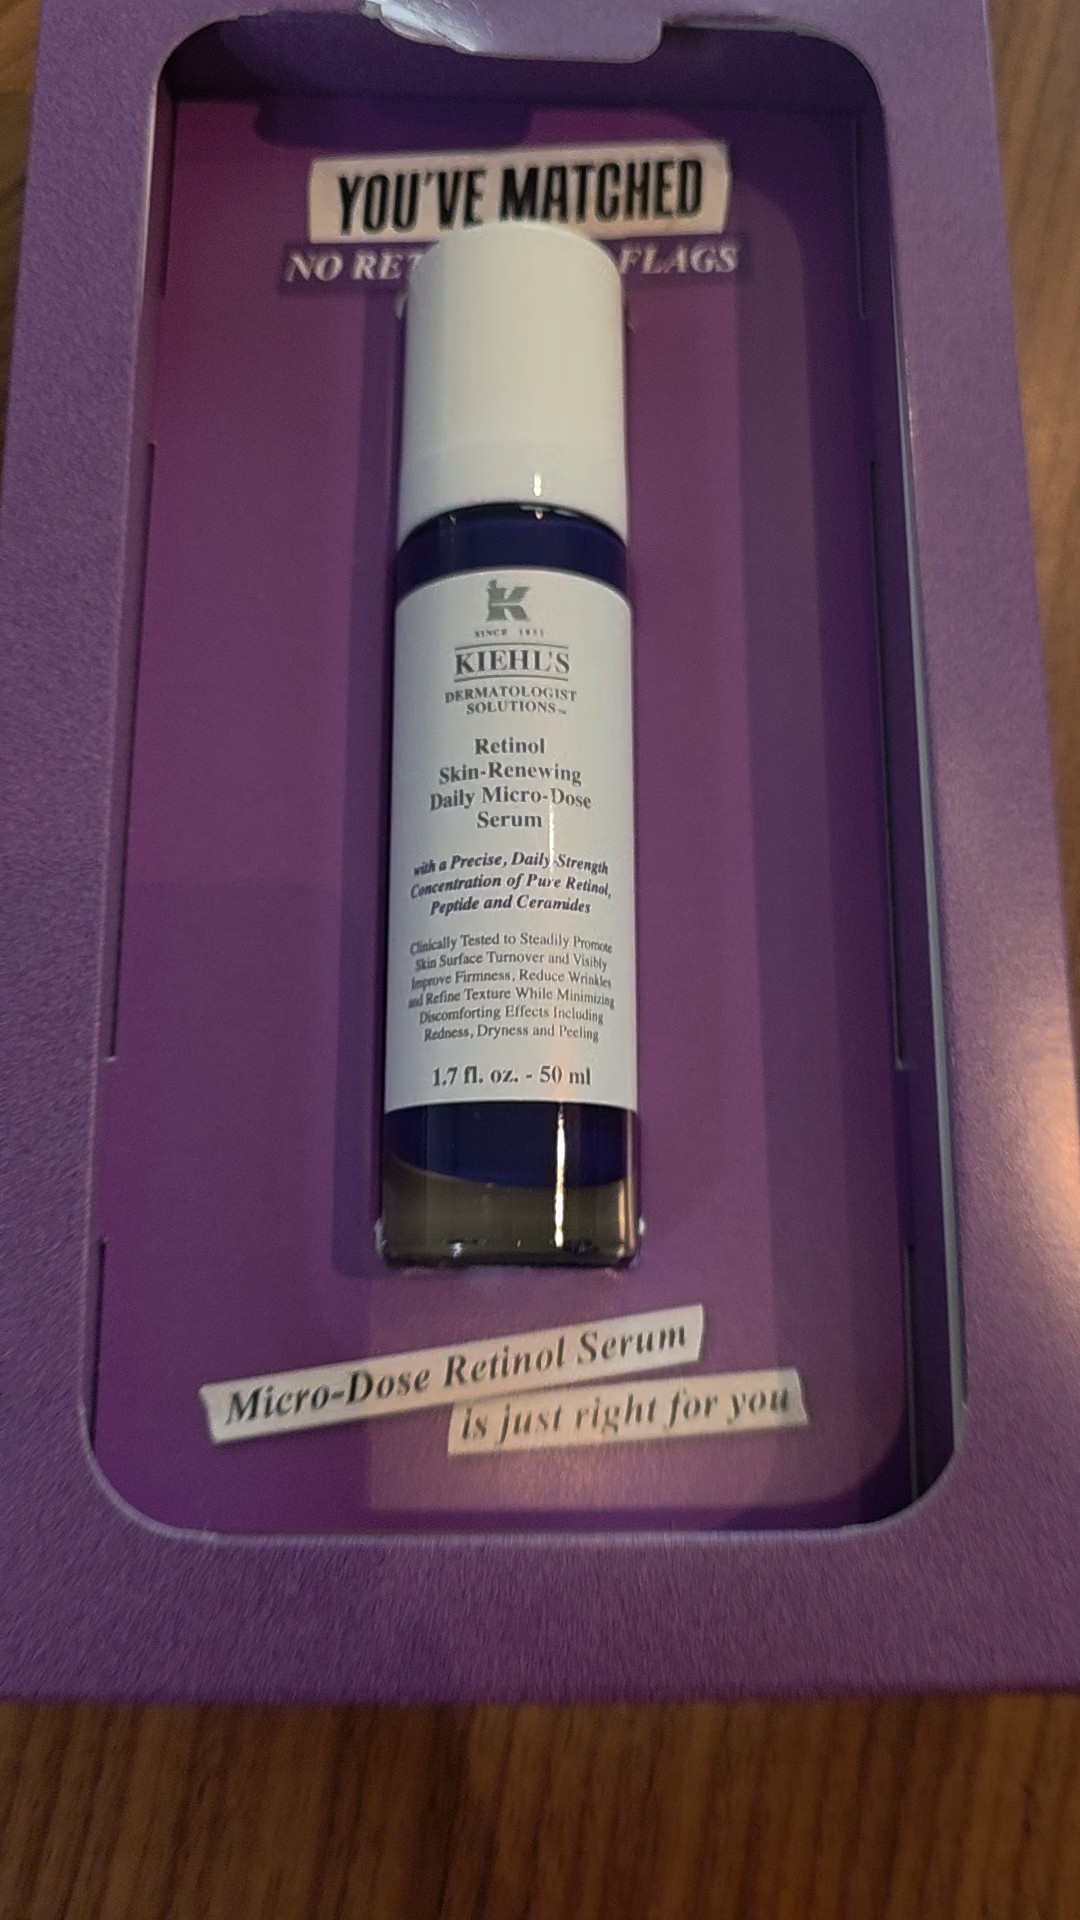 YOU'VE MATCHED
NO RET FLAGS
K
SINCE 1851
KIEHL'S
DERMATOLOGIST
SOLUTIONS™
Retinol
Skin-Renewing
Daily Micro-Dose
Serum
with a Precise, Daily-Strength
Concentration of Pure Retinol,
Peptide and Ceramides
Clinically Tested to Steadily Promote
Skin Surface Turnover and Visibly
Improve Firmness, Reduce Wrinkles
and Refine Texture While Minimizing
Discomforting Effects Including
Redness, Dryness and Peeling
1.7 fl. oz. - 50 ml
Micro-Dose Retinol Serum
is just right for you